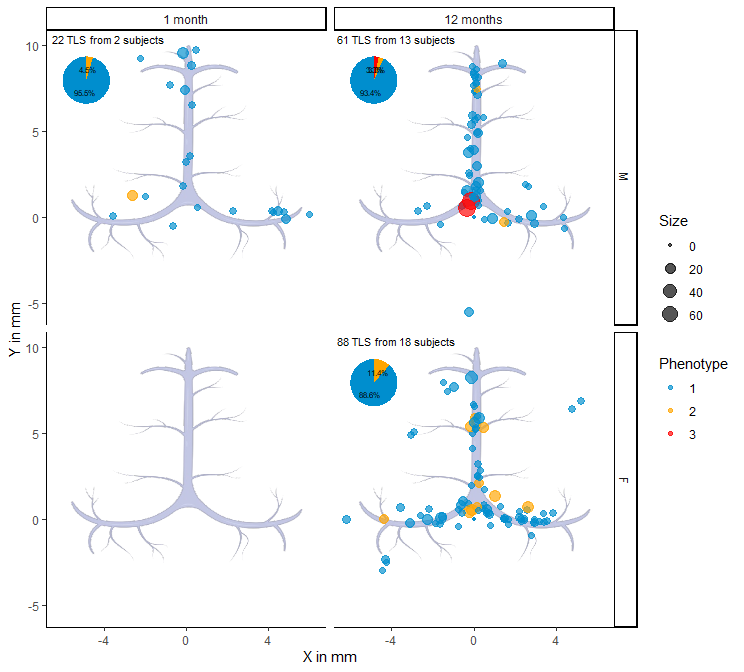 1 month
12 months
22 TLS from 2 subjects
4.5%
95.5%
61 TLS from 13 subjects
93.4%
M
88 TLS from 18 subjects
11.4%
88.6%
F
10
5
0
-5
10
5
0
-5
Y in mm
-4
0
4
-4
0
4
X in mm
Size
0
20
40
60
Phenotype
1
2
3